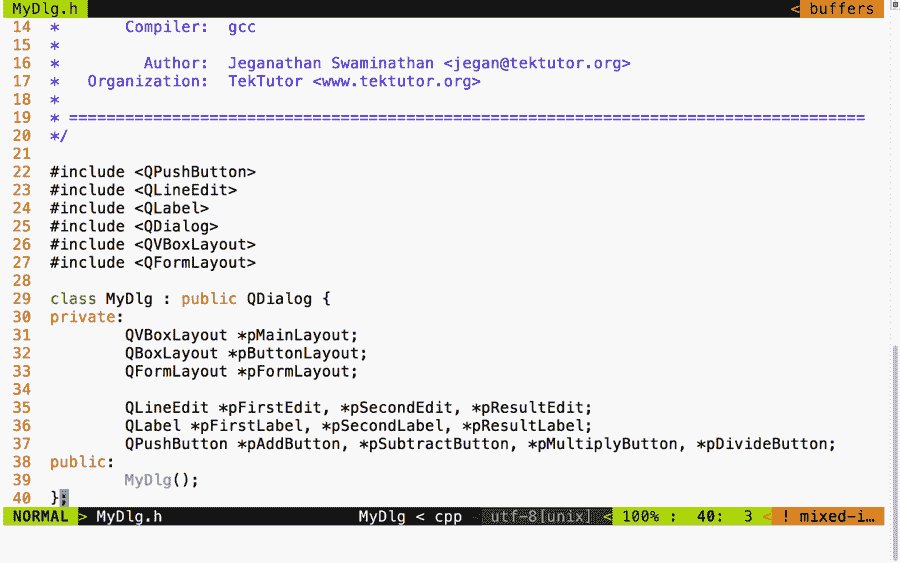 MyDlg.h < buffers
14 *       Compiler:  gcc
15 *
16 *         Author:  Jeganathan Swaminathan <jegan@tektutor.org>
17 *   Organization:  TekTutor <www.tektutor.org>
18 *
19 * =====================================================================================
20 */
21
22 #include <QPushButton>
23 #include <QLineEdit>
24 #include <QLabel>
25 #include <QDialog>
26 #include <QVBoxLayout>
27 #include <QFormLayout>
28
29 class MyDlg : public QDialog {
30 private:
31         QVBoxLayout *pMainLayout;
32         QBoxLayout *pButtonLayout;
33         QFormLayout *pFormLayout;
34
35         QLineEdit *pFirstEdit, *pSecondEdit, *pResultEdit;
36         QLabel *pFirstLabel, *pSecondLabel, *pResultLabel;
37         QPushButton *pAddButton, *pSubtractButton, *pMultiplyButton, *pDivideButton;
38 public:
39         MyDlg();
40 };
NORMAL > MyDlg.h MyDlg < cpp utf-8[unix] < 100% : 40: 3 < ! mixed-i…